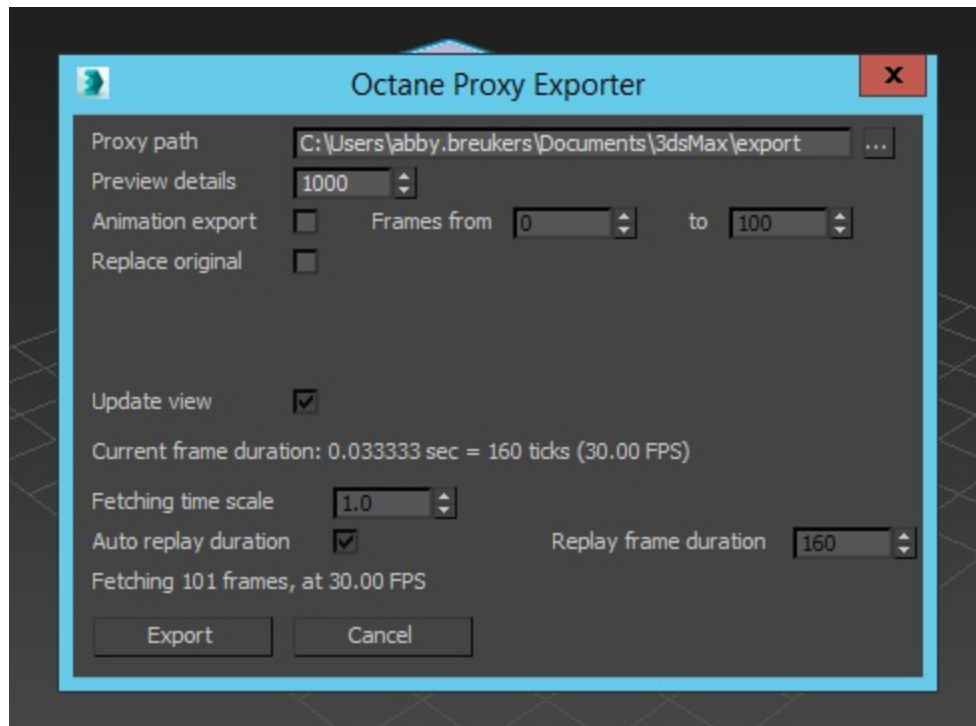 Octane Proxy Exporter
x
Proxy path C:\Users\abby.breukers\Documents\3dsMax\export ...
Preview details 1000
Animation export Frames from 0 to 100
Replace original
Update view
Current frame duration: 0.033333 sec = 160 ticks (30.00 FPS)
Fetching time scale 1.0
Auto replay duration Replay frame duration 160
Fetching 101 frames, at 30.00 FPS
Export Cancel